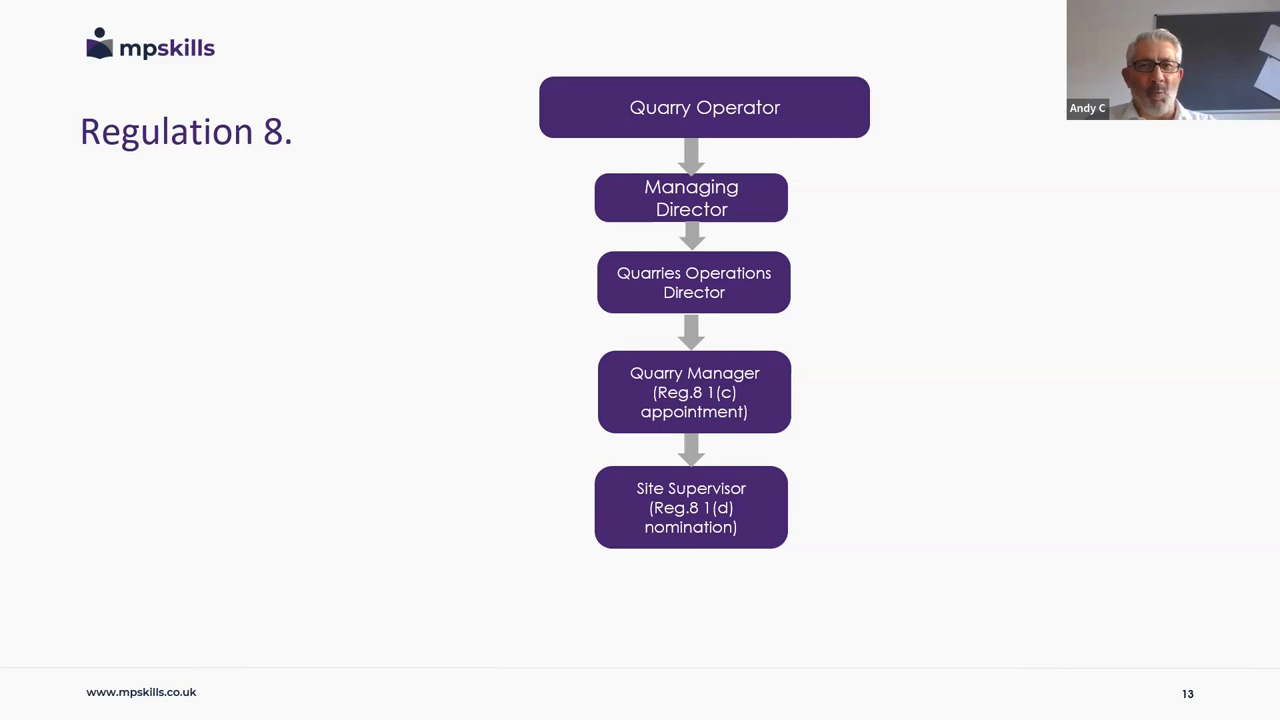 mpskills
Regulation 8.
Quarry Operator
Managing
Director
Quarries Operations
Director
Quarry Manager
(Reg.8 1(c)
appointment)
Site Supervisor
(Reg.8 1(d)
nomination)
Andy C
www.mpskills.co.uk
13